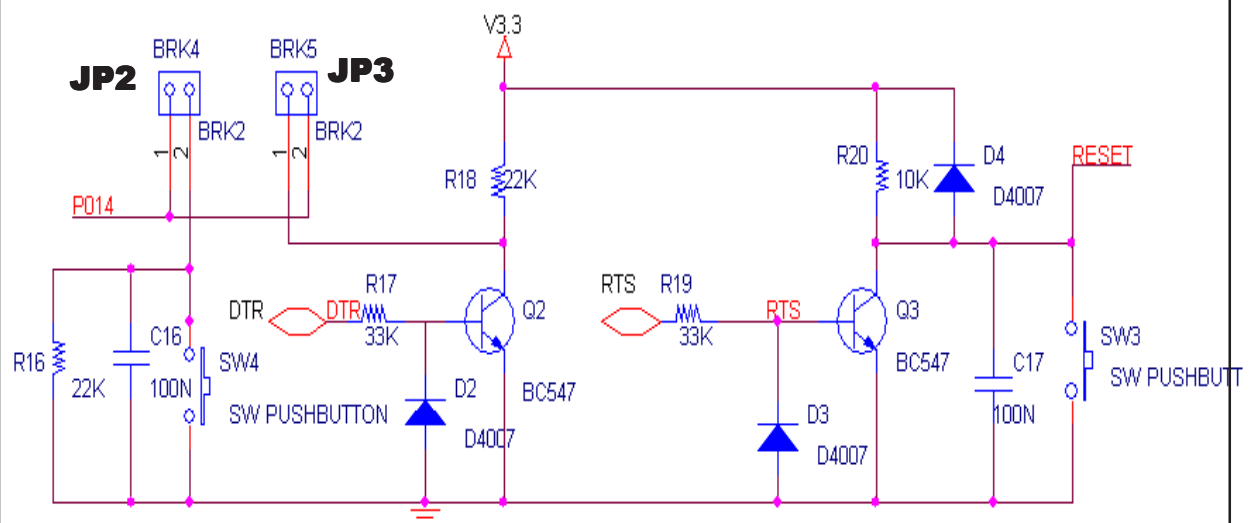 V3.3
BRK4
BRK5
JP2
JP3
BRK2
BRK2
1
2
1
2
R18
22K
R20
10K
D4
D4007
RESET
P014
R17
DTR
DTR
33K
Q2
RTS
R19
RTS
33K
Q3
R16
22K
C16
100N
SW4
SW PUSHBUTTON
D2
D4007
BC547
D3
D4007
BC547
C17
100N
SW3
SW PUSHBUTT